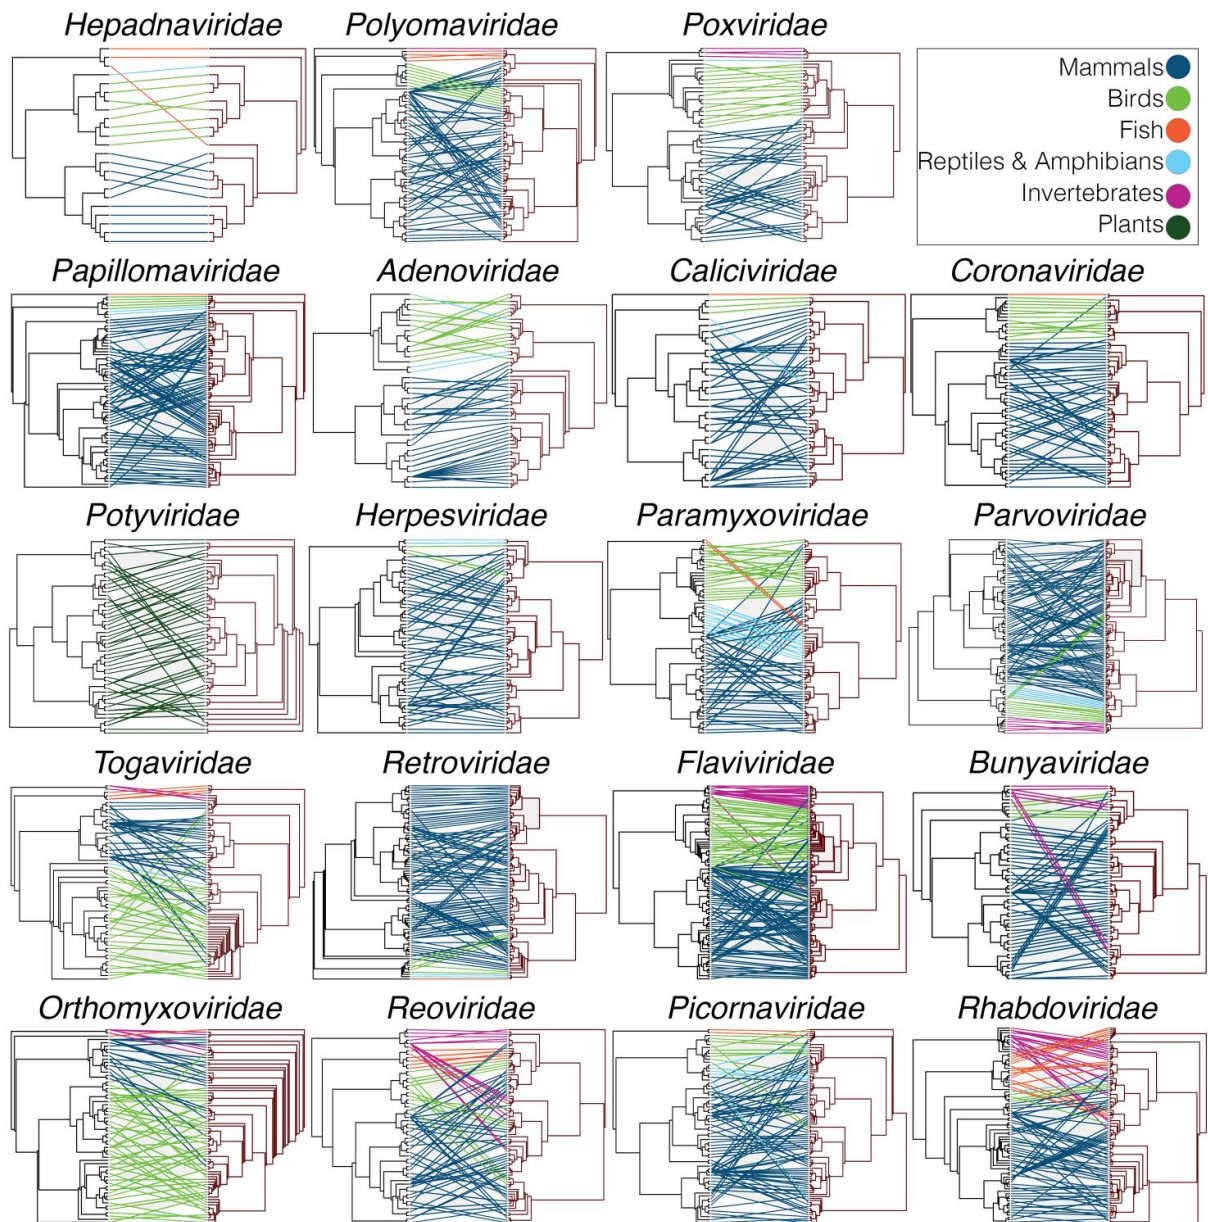 Hepadnaviridae
Polyomaviridae
Poxviridae
Mammals
Birds
Fish
Reptiles & Amphibians
Invertebrates
Plants
Papillomaviridae
Adenoviridae
Caliciviridae
Coronaviridae
Potyviridae
Herpesviridae
Paramyxoviridae
Parvoviridae
Togaviridae
Retroviridae
Flaviviridae
Bunyaviridae
Orthomyxoviridae
Reoviridae
Picornaviridae
Rhabdoviridae